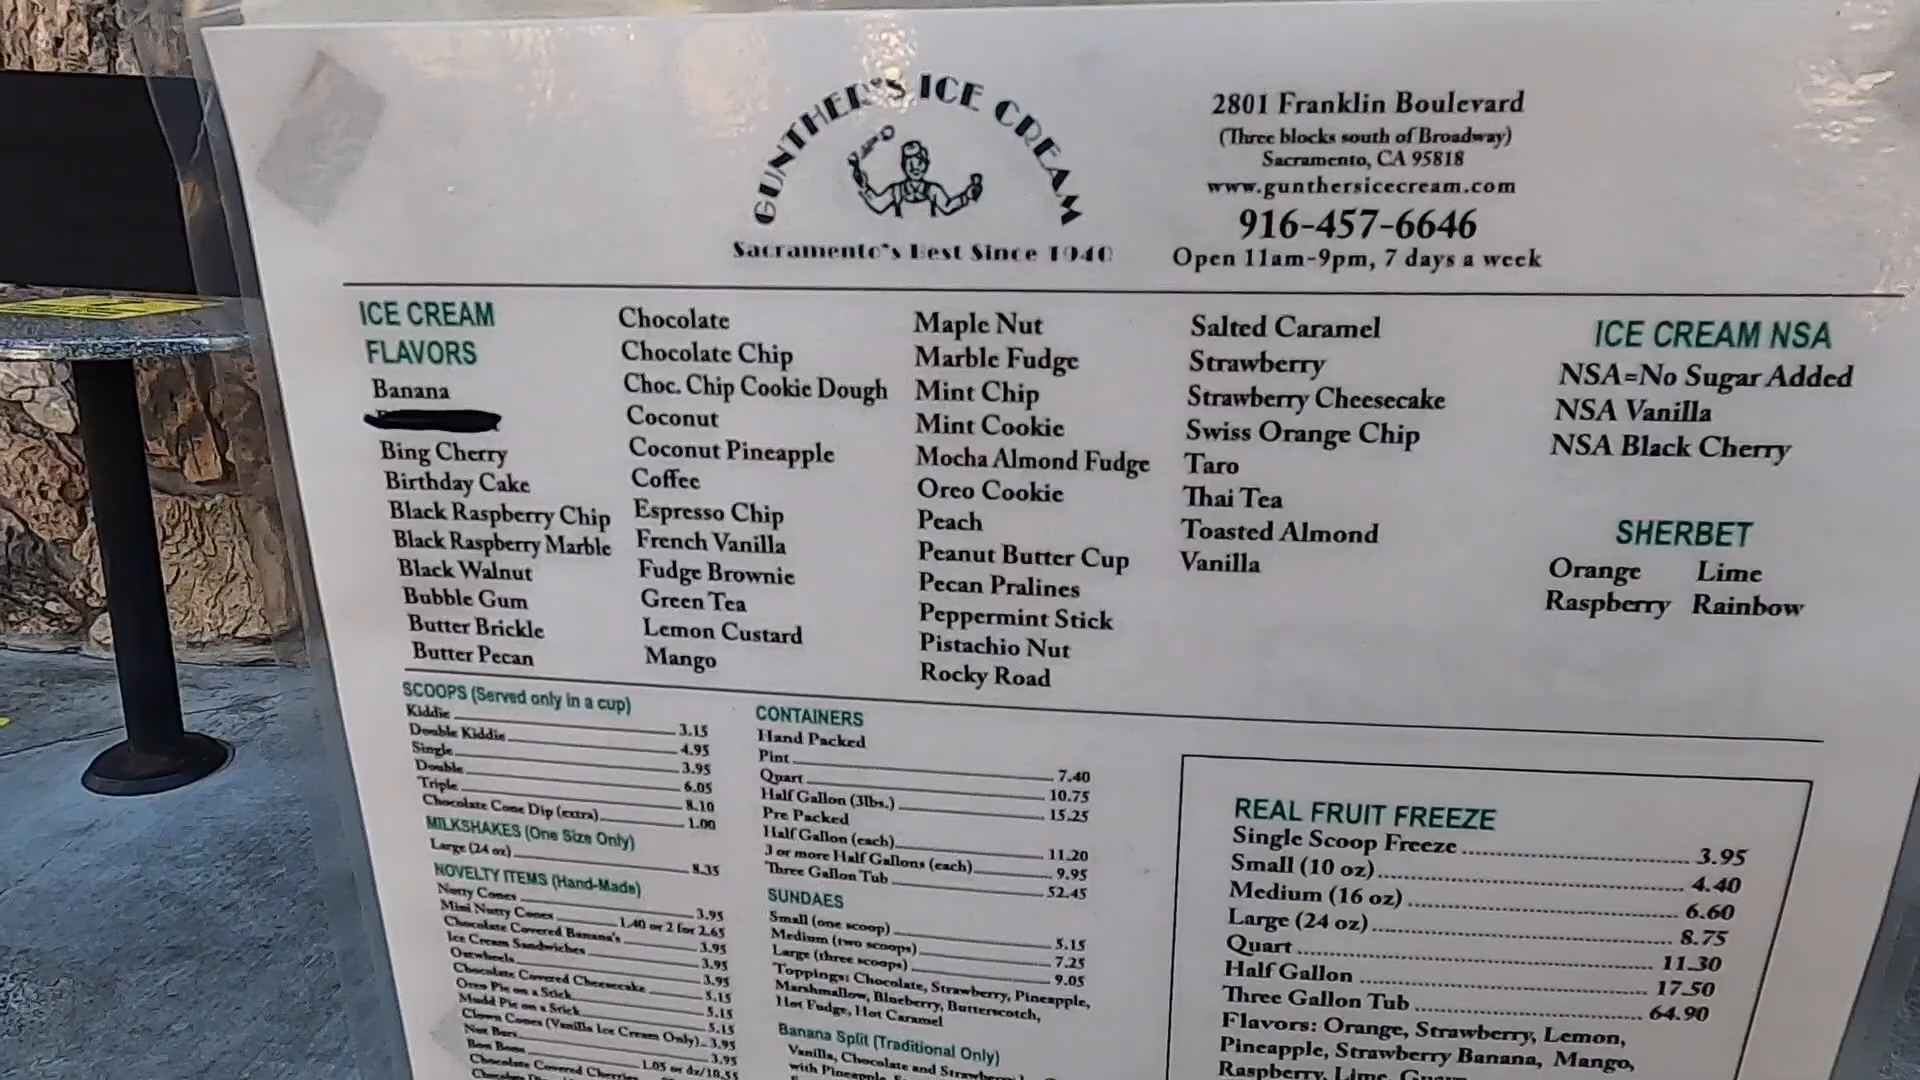 GUNTHER'S ICE CREAM
Sacramento's Best Since 1940
2801 Franklin Boulevard
(Three blocks south of Broadway)
Sacramento, CA 95818
www.gunthersicecream.com
916-457-6646
Open 11am-9pm, 7 days a week
ICE CREAM
FLAVORS
Banana
Bing Cherry
Birthday Cake
Black Raspberry Chip
Black Raspberry Marble
Black Walnut
Bubble Gum
Butter Brickle
Butter Pecan
Chocolate
Chocolate Chip
Choc. Chip Cookie Dough
Coconut
Coconut Pineapple
Coffee
Espresso Chip
French Vanilla
Fudge Brownie
Green Tea
Lemon Custard
Mango
Maple Nut
Marble Fudge
Mint Chip
Mint Cookie
Mocha Almond Fudge
Oreo Cookie
Peach
Peanut Butter Cup
Pecan Pralines
Peppermint Stick
Pistachio Nut
Rocky Road
Salted Caramel
Strawberry
Strawberry Cheesecake
Swiss Orange Chip
Taro
Thai Tea
Toasted Almond
Vanilla
ICE CREAM NSA
NSA=No Sugar Added
NSA Vanilla
NSA Black Cherry
SHERBET
Orange Lime
Raspberry Rainbow
SCOOPS (Served only in a cup)
Kiddie 3.15
Double Kiddie 4.95
Single 3.95
Double 6.05
Triple 8.10
Chocolate Cone Dip (extra) 1.00
MILKSHAKES (One Size Only)
Large (24 oz) 8.35
NOVELTY ITEMS (Hand-Made)
Nutty Cones 3.95
Mini Nutty Cones 1.40 or 2 for 2.65
Chocolate Covered Banana's 3.95
Ice Cream Sandwiches 3.95
Oatwheels 3.95
Chocolate Covered Cheesecake 5.15
Oreo Pie on a Stick 5.15
Mudd Pie on a Stick 5.15
Clown Cones (Vanilla Ice Cream Only) 3.95
Nut Bars 3.95
Bon Bons 1.05 or dz/10.55
Chocolate Covered Cherries
CONTAINERS
Hand Packed
Pint 7.40
Quart 10.75
Half Gallon (3lbs.) 15.25
Pre Packed
Half Gallon (each) 11.20
3 or more Half Gallons (each) 9.95
Three Gallon Tub 52.45
SUNDAES
Small (one scoop) 5.15
Medium (two scoops) 7.25
Large (three scoops) 9.05
Toppings: Chocolate, Strawberry, Pineapple,
Marshmallow, Blueberry, Butterscotch,
Hot Fudge, Hot Caramel
Banana Split (Traditional Only)
Vanilla, Chocolate and Strawberry
with Pineapple,
REAL FRUIT FREEZE
Single Scoop Freeze 3.95
Small (10 oz) 4.40
Medium (16 oz) 6.60
Large (24 oz) 8.75
Quart 11.30
Half Gallon 17.50
Three Gallon Tub 64.90
Flavors: Orange, Strawberry, Lemon,
Pineapple, Strawberry Banana, Mango,
Raspberry, Lime, Guava